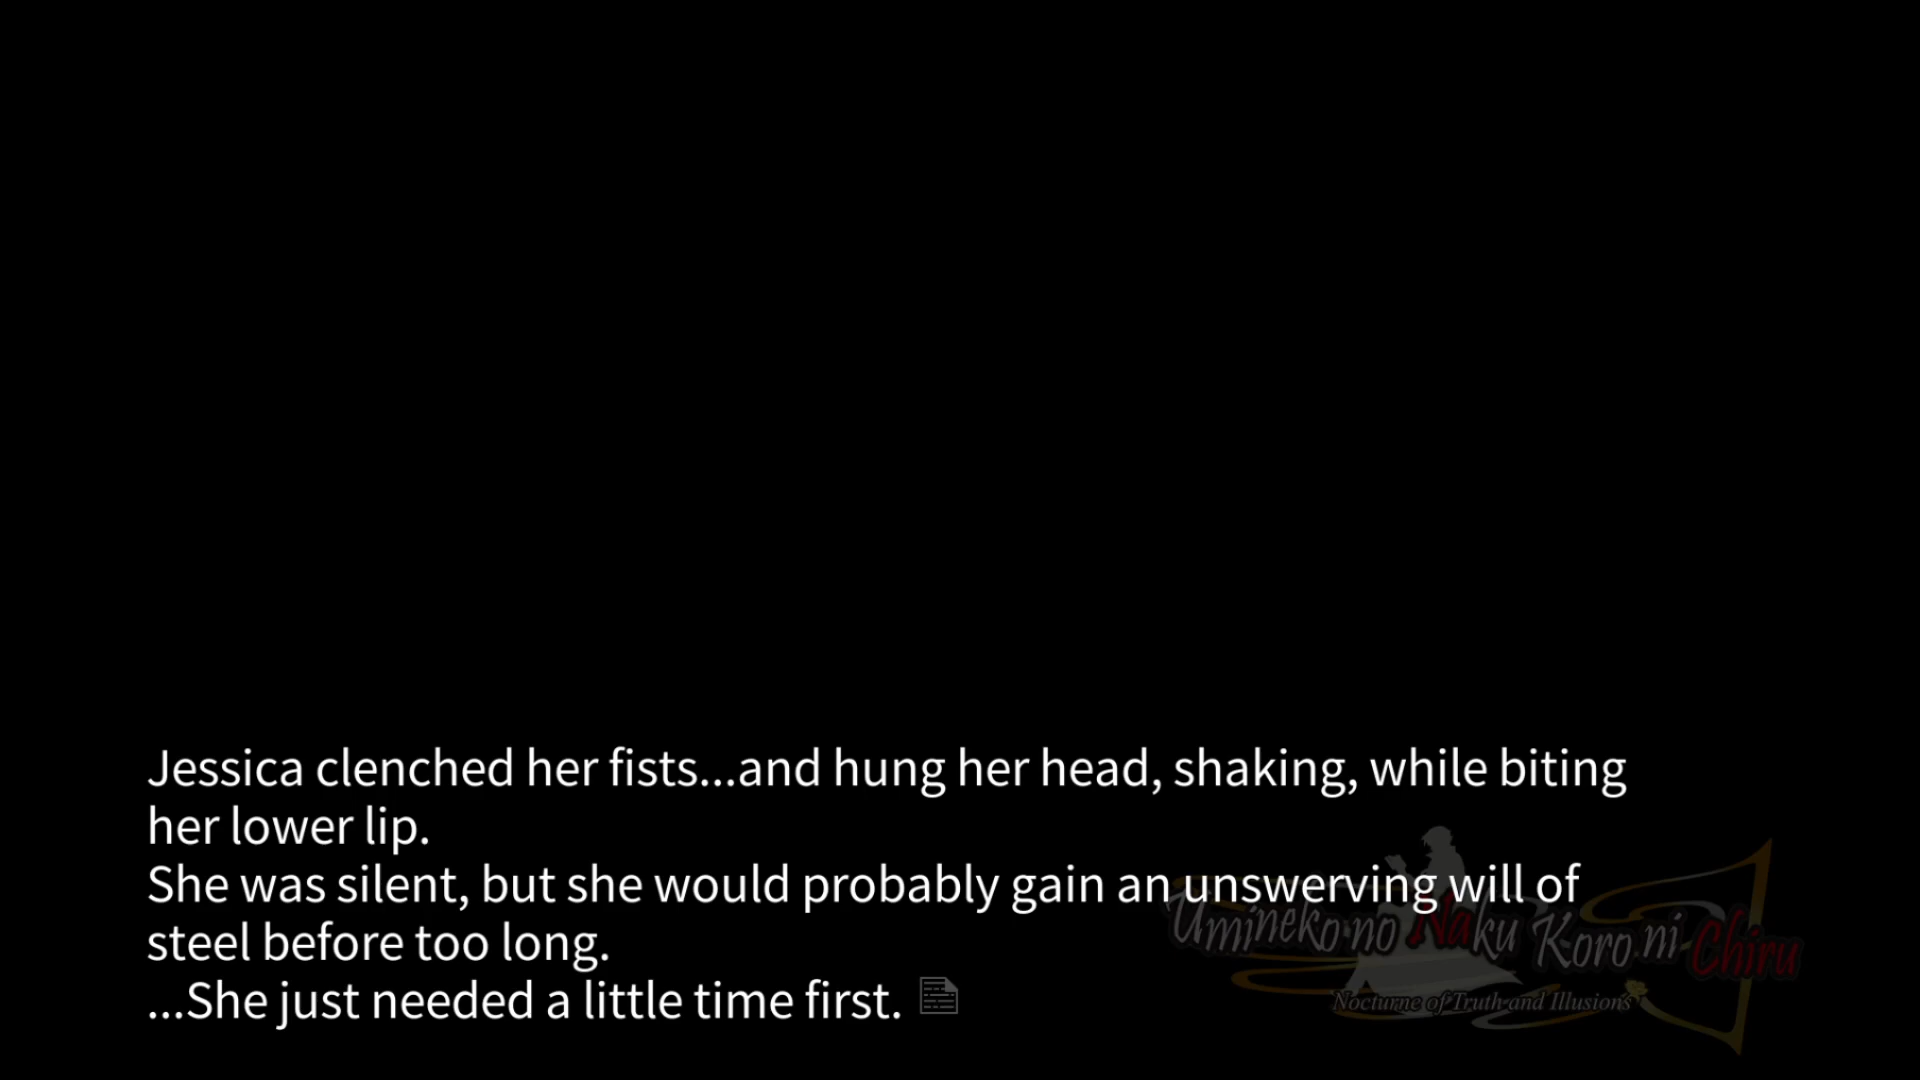 Jessica clenched her fists...and hung her head, shaking, while biting
her lower lip.
She was silent, but she would probably gain an unswerving will of
steel before too long.
...She just needed a little time first.
Umineko no Naku Koro ni Chiru
Nocturne of Truth and Illusions